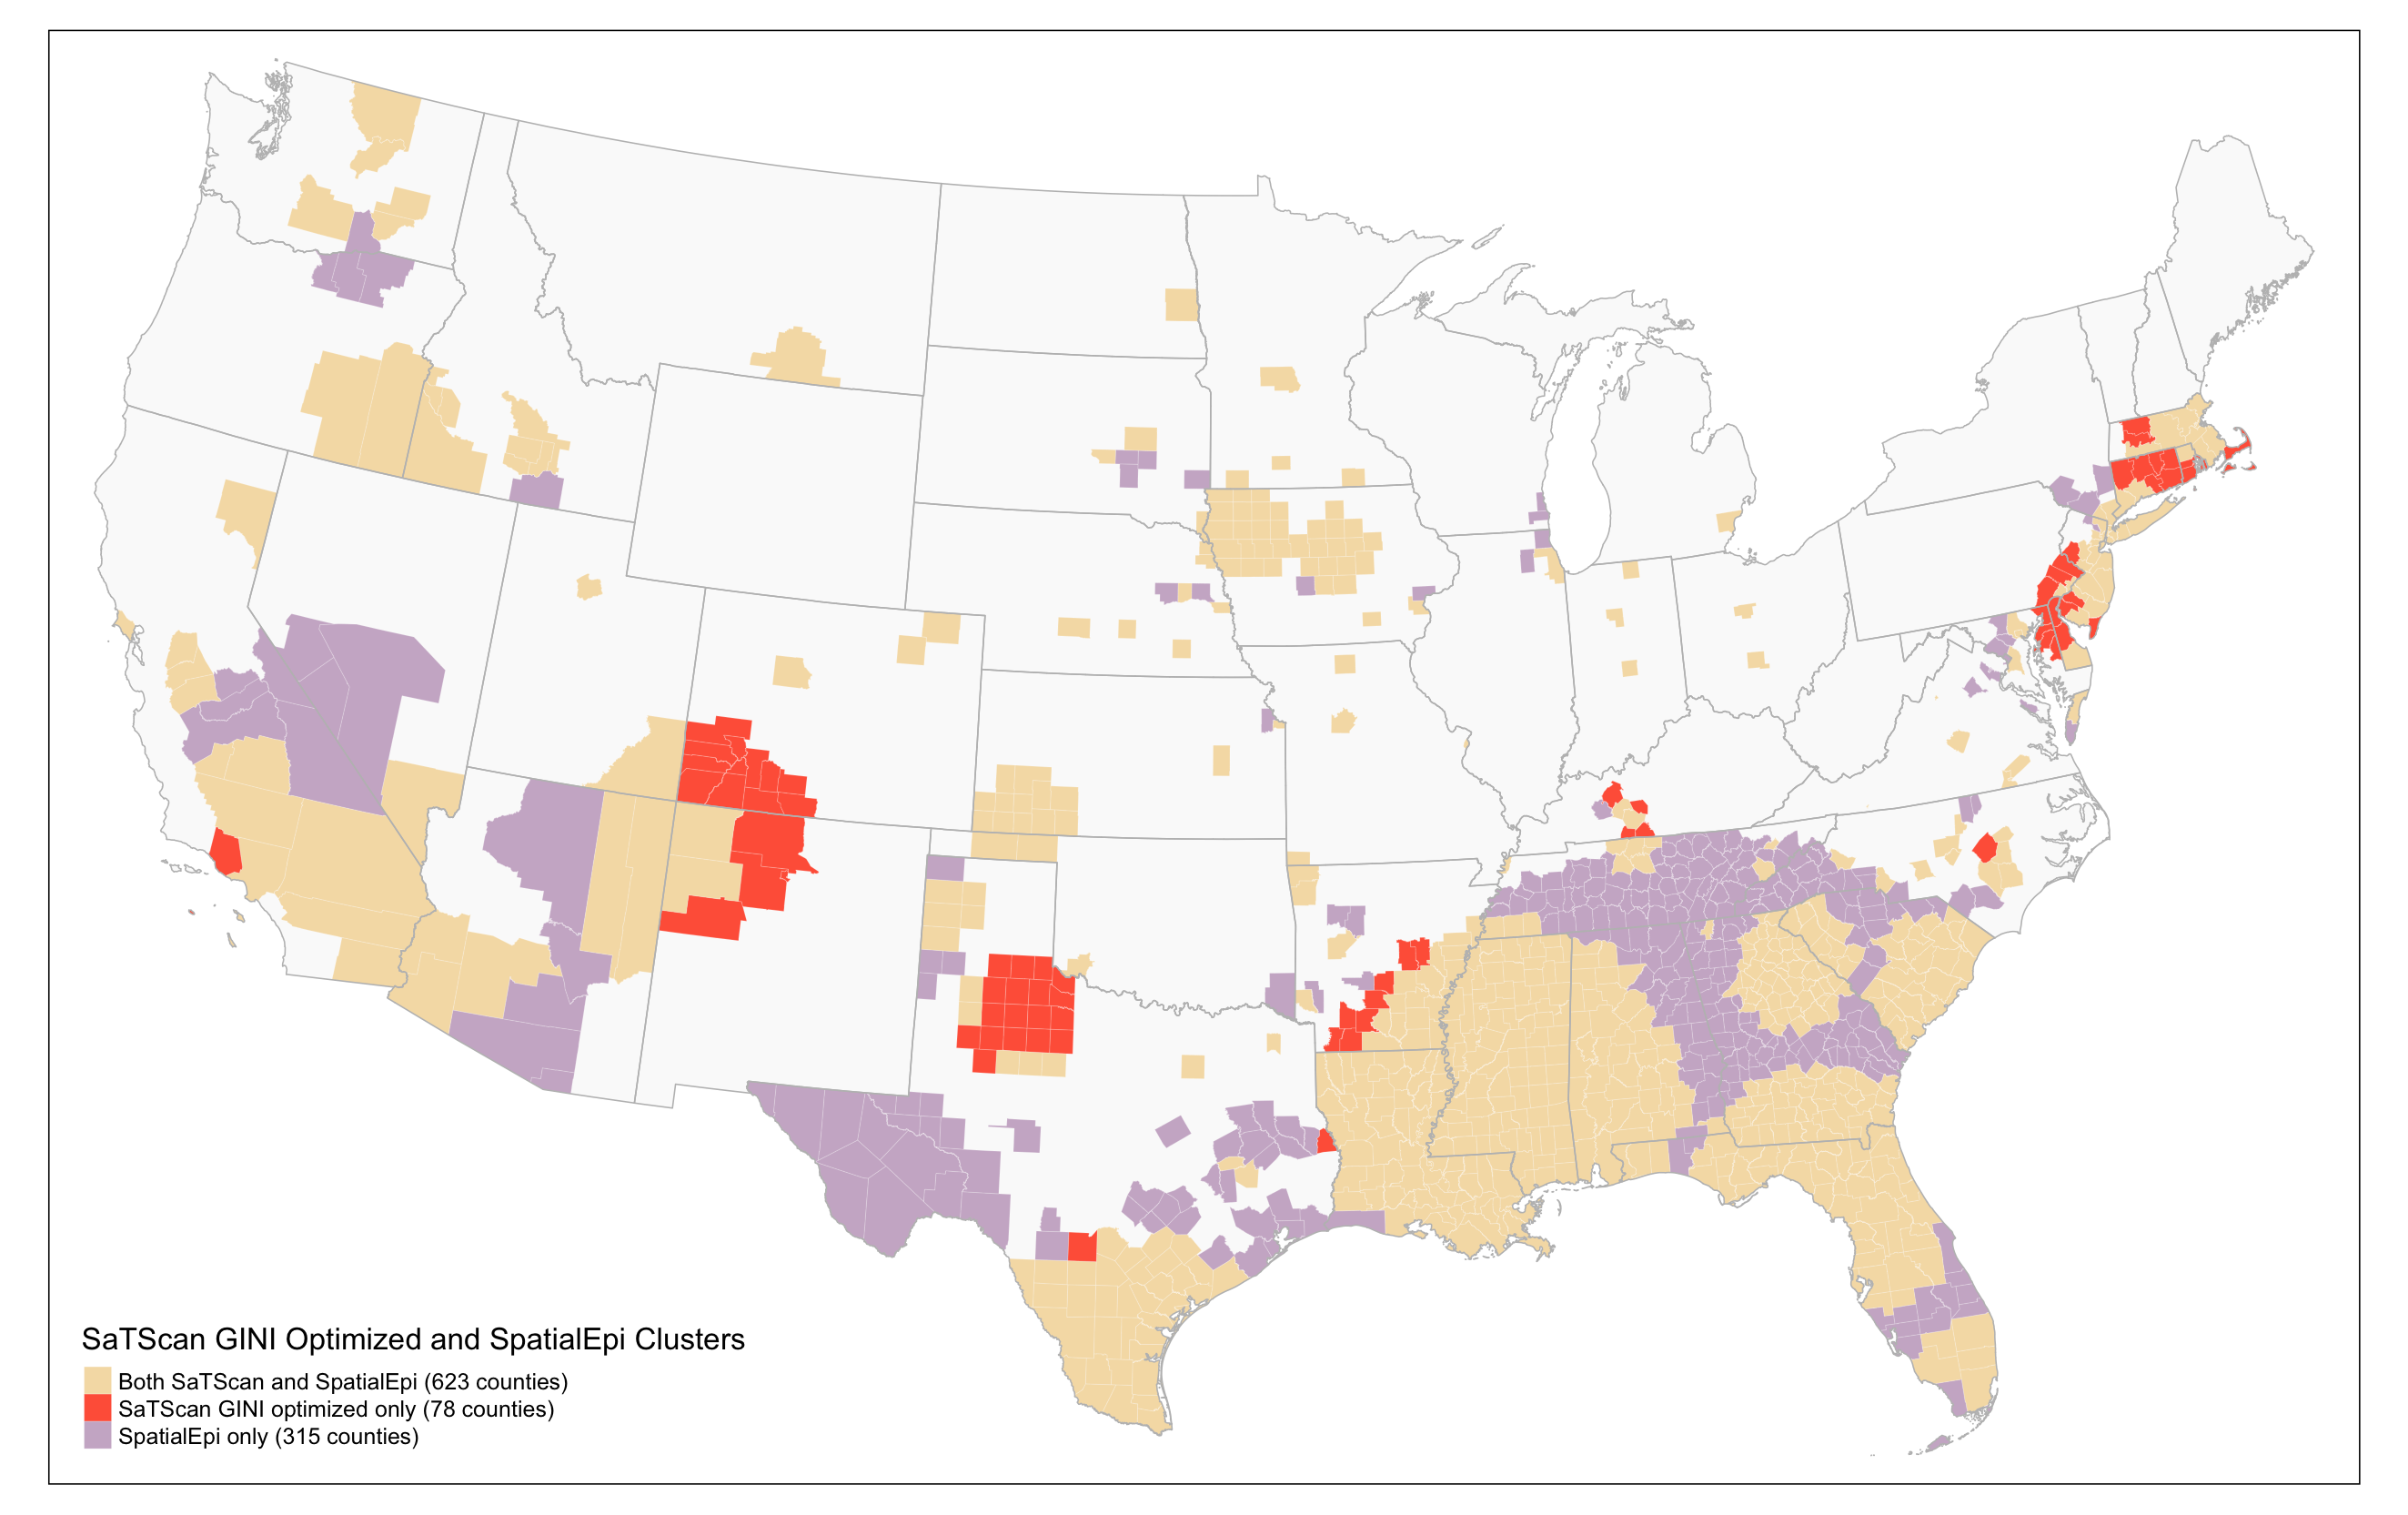 SaTScan GINI Optimized and SpatialEpi Clusters
Both SaTScan and SpatialEpi (623 counties)
SaTScan GINI optimized only (78 counties)
SpatialEpi only (315 counties)